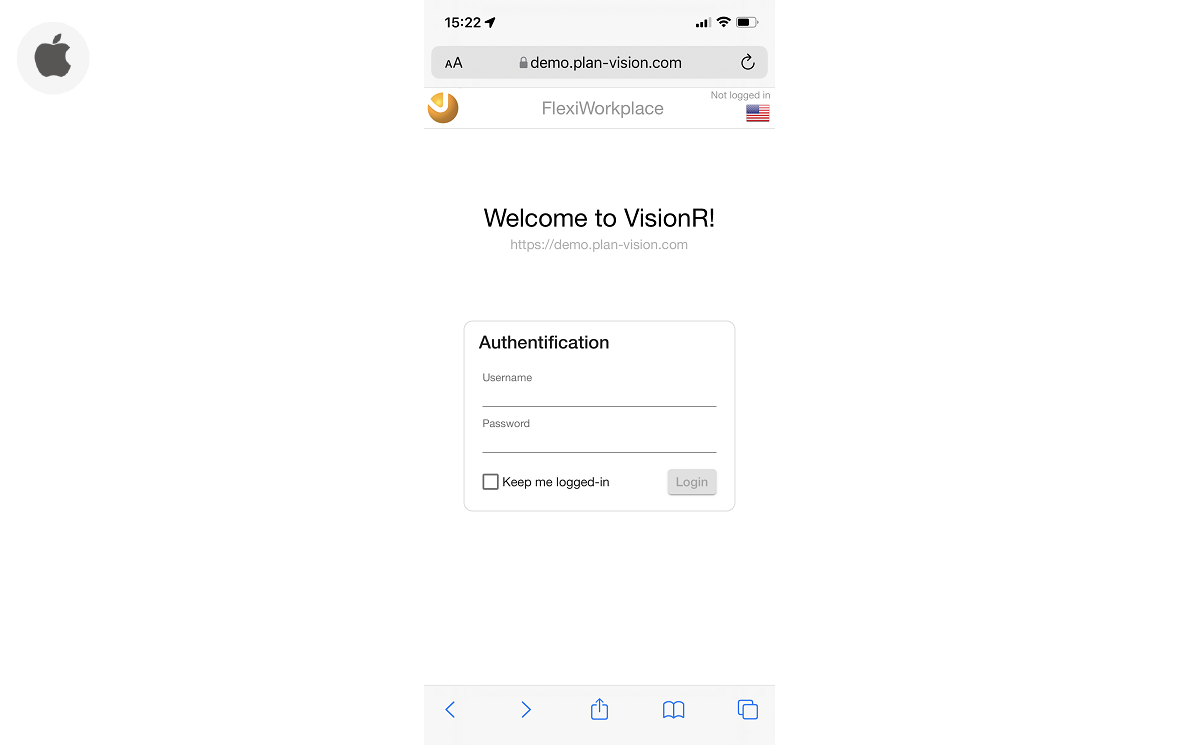 15:22
AA
demo.plan-vision.com
Not logged in
FlexiWorkplace
Welcome to VisionR!
https://demo.plan-vision.com
Authentification
Username
Password
Keep me logged-in
Login